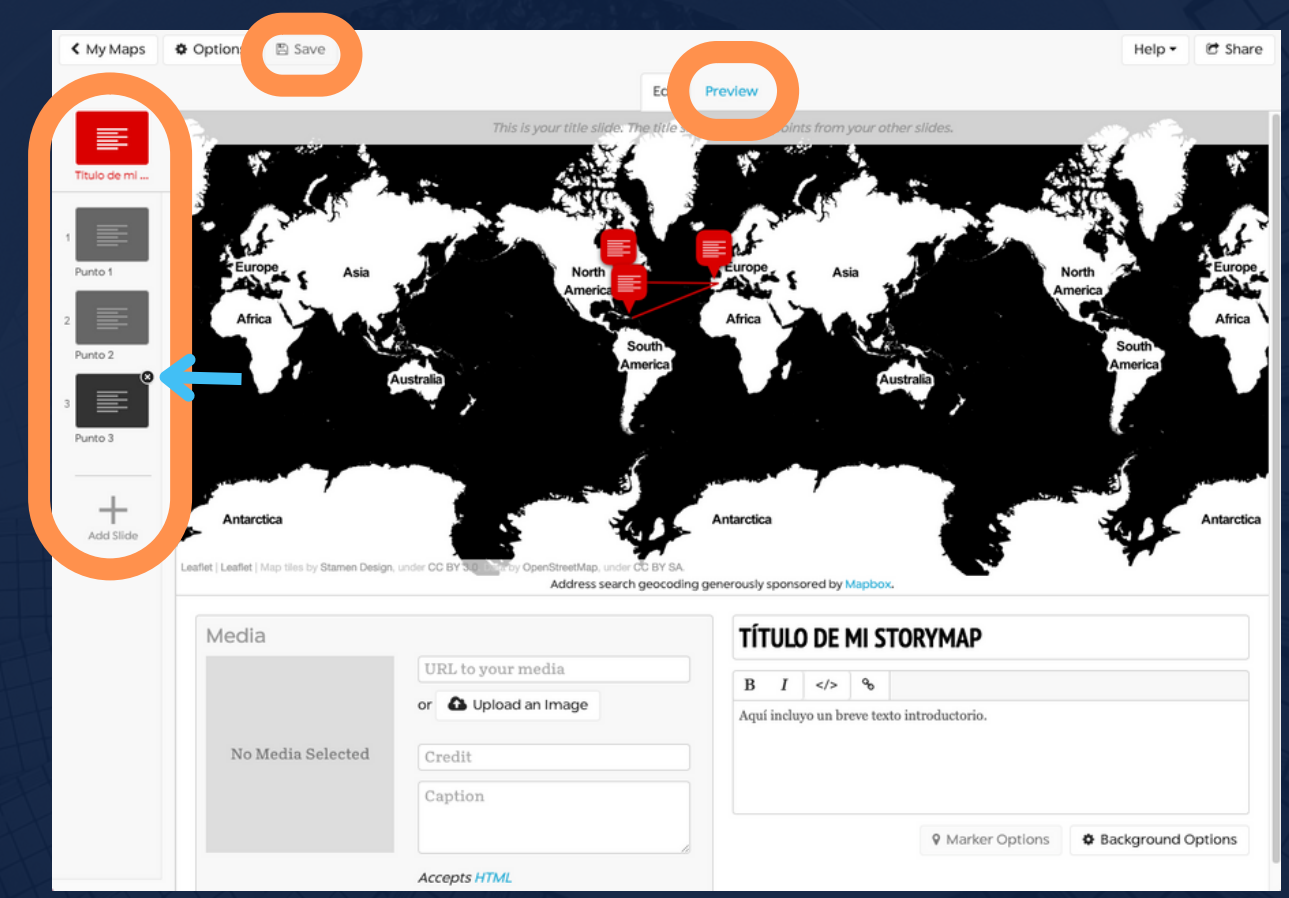 My Maps Options Save Help Share
Preview
This is your title slide. The title from your other slides.
Título de mi ...
1
Punto 1
2
Punto 2
3
Punto 3
Add Slide
Europe Asia North America Europe Asia North America Europe
Africa Africa Africa
South America South America
Australia Australia
Antarctica Antarctica Antarctica
Leaflet | Leaflet | Map tiles by Stamen Design, under CC BY 3.0. by OpenStreetMap, under CC BY SA.
Address search geocoding generously sponsored by Mapbox.
Media
No Media Selected
URL to your media
or Upload an Image
Credit
Caption
Accepts HTML
TÍTULO DE MI STORYMAP
B I </>
Aquí incluyo un breve texto introductorio.
Marker Options Background Options